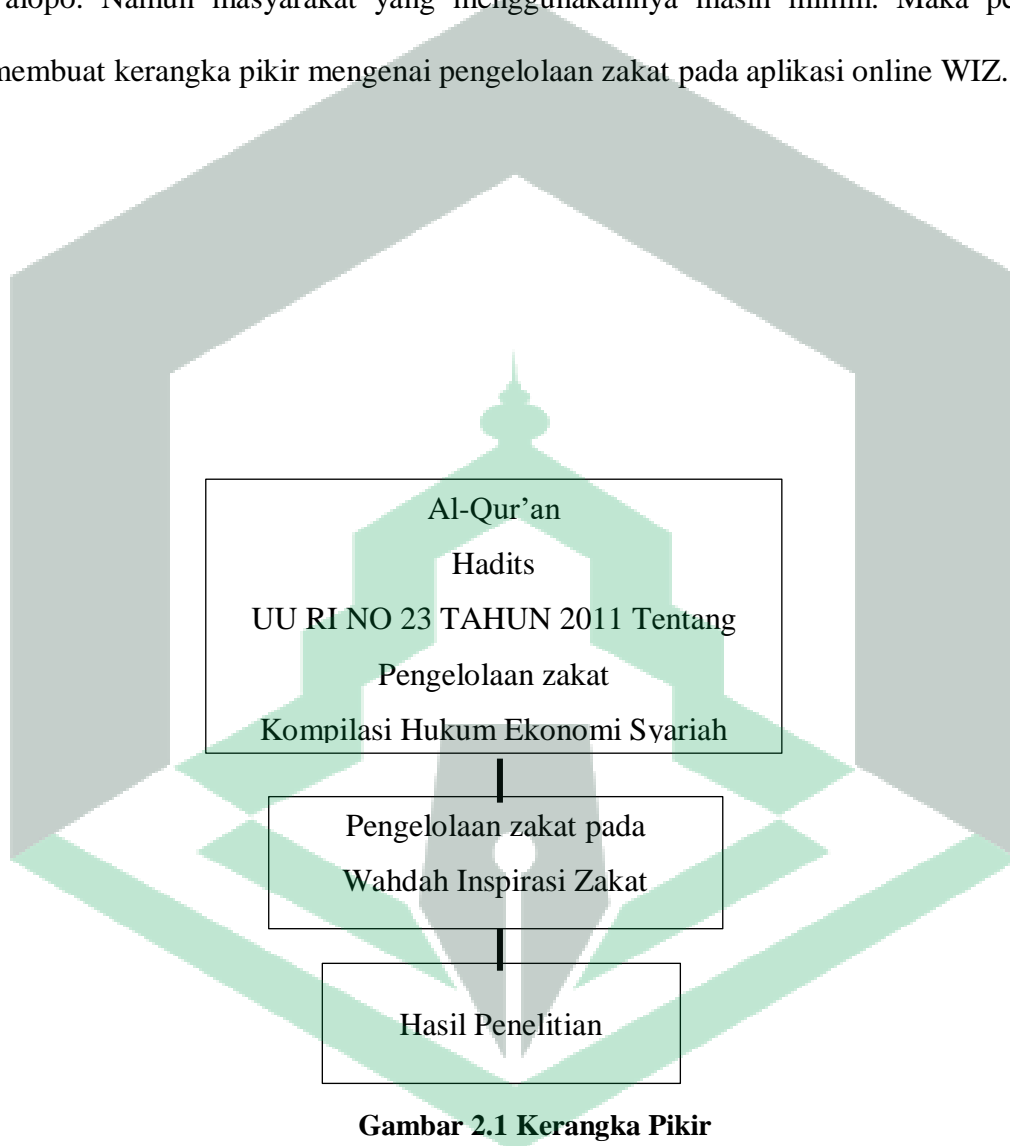 alopo. Namun masyarakat yang menggunakannya masih minim. Maka pe
membuat kerangka pikir mengenai pengelolaan zakat pada aplikasi online WIZ.
Al-Qur’an
Hadits
UU RI NO 23 TAHUN 2011 Tentang
Pengelolaan zakat
Kompilasi Hukum Ekonomi Syariah
Pengelolaan zakat pada
Wahdah Inspirasi Zakat
Hasil Penelitian
Gambar 2.1 Kerangka Pikir